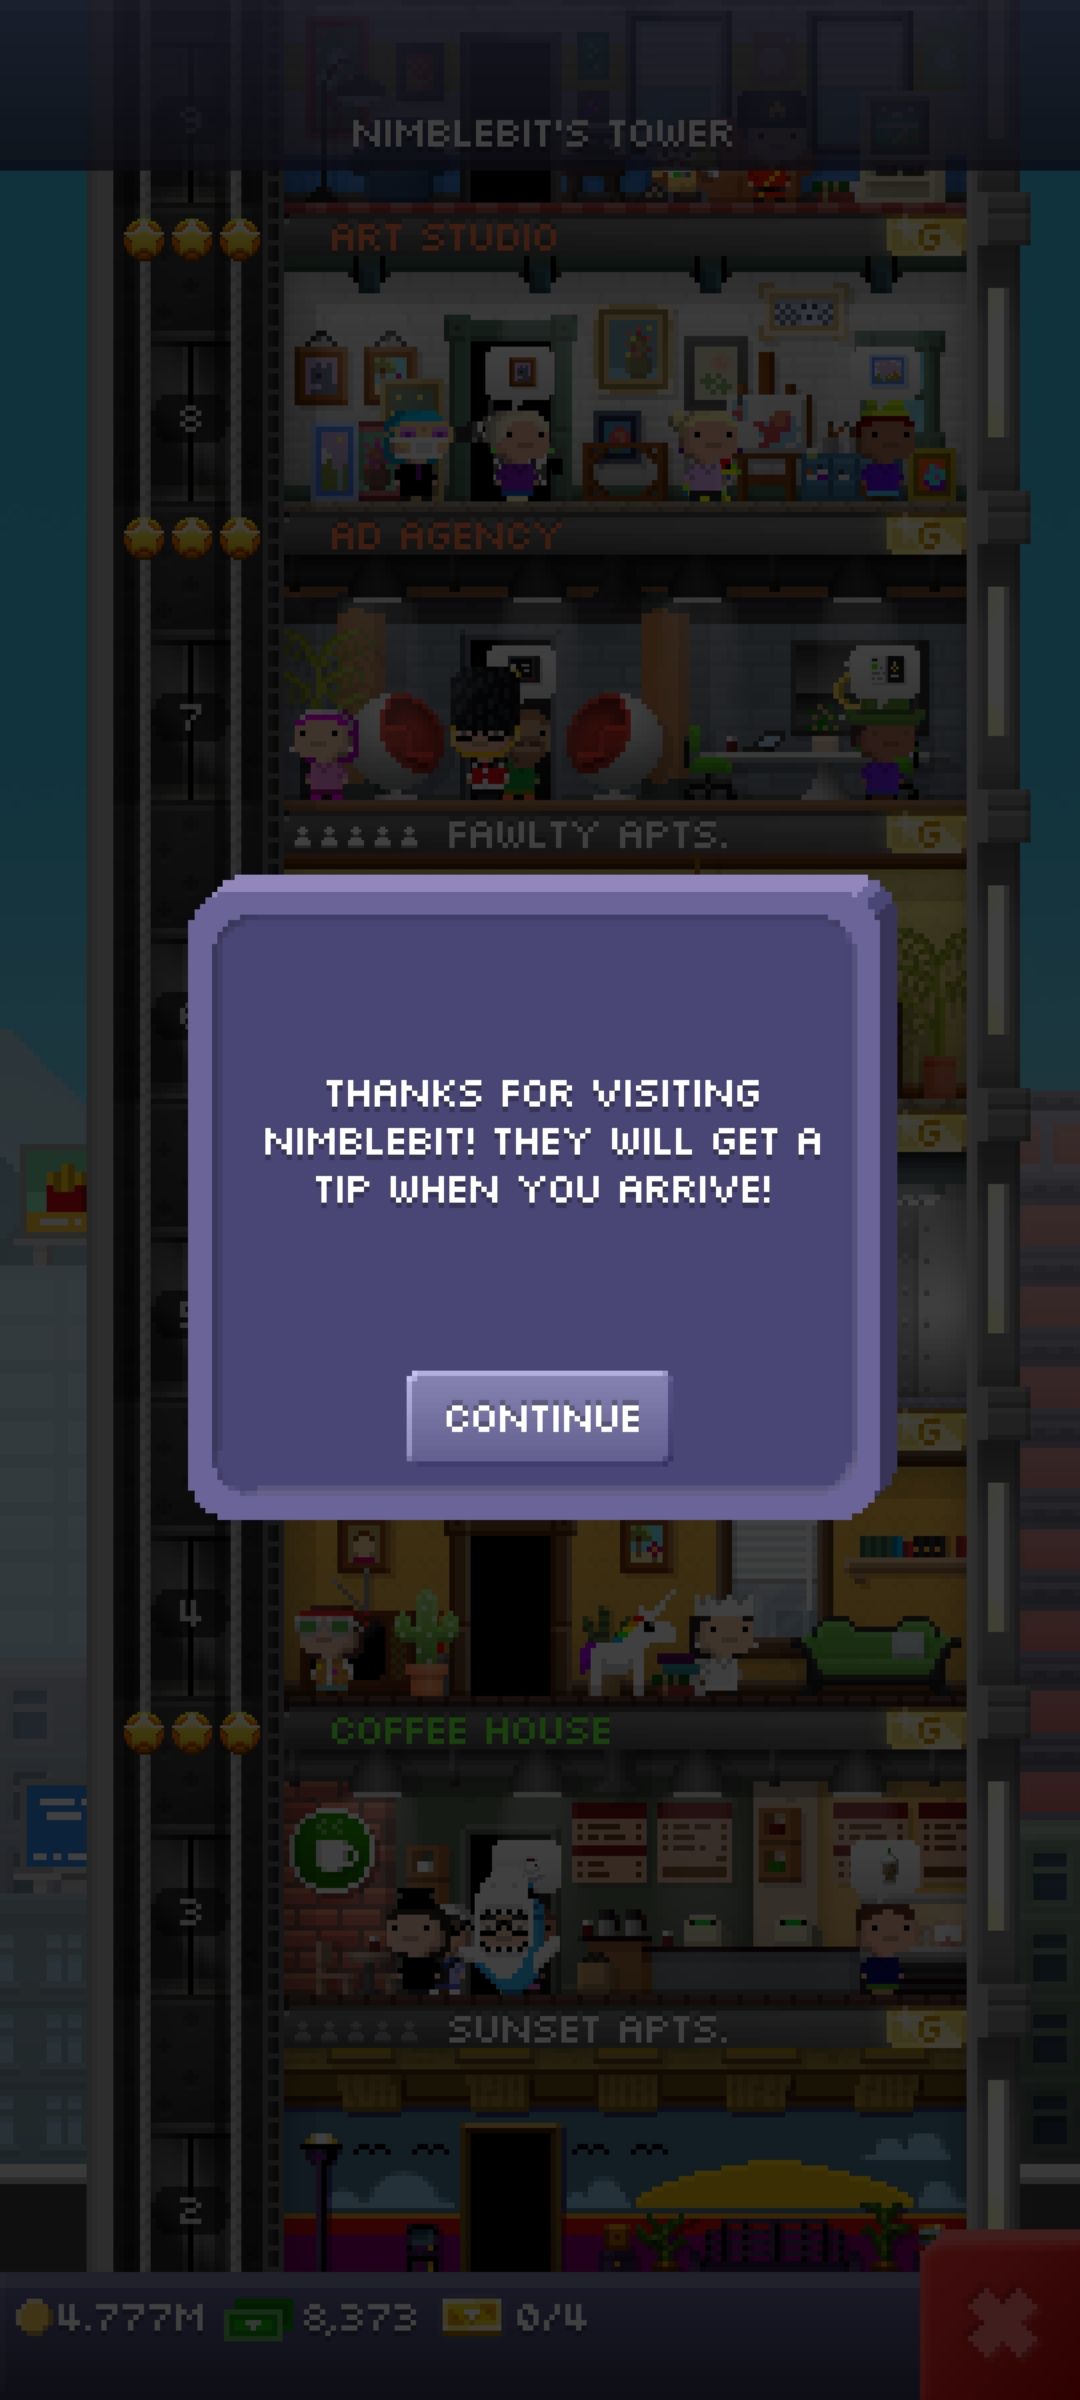 NIMBLEBIT'S TOWER
ART STUDIO
G
8
AD AGENCY
G
7
FAWLTY APTS.
G
G
THANKS FOR VISITING
NIMBLEBIT! THEY WILL GET A
TIP WHEN YOU ARRIVE!
CONTINUE
G
4
COFFEE HOUSE
G
3
SUNSET APTS.
G
2
4.777M
8,373
0/4